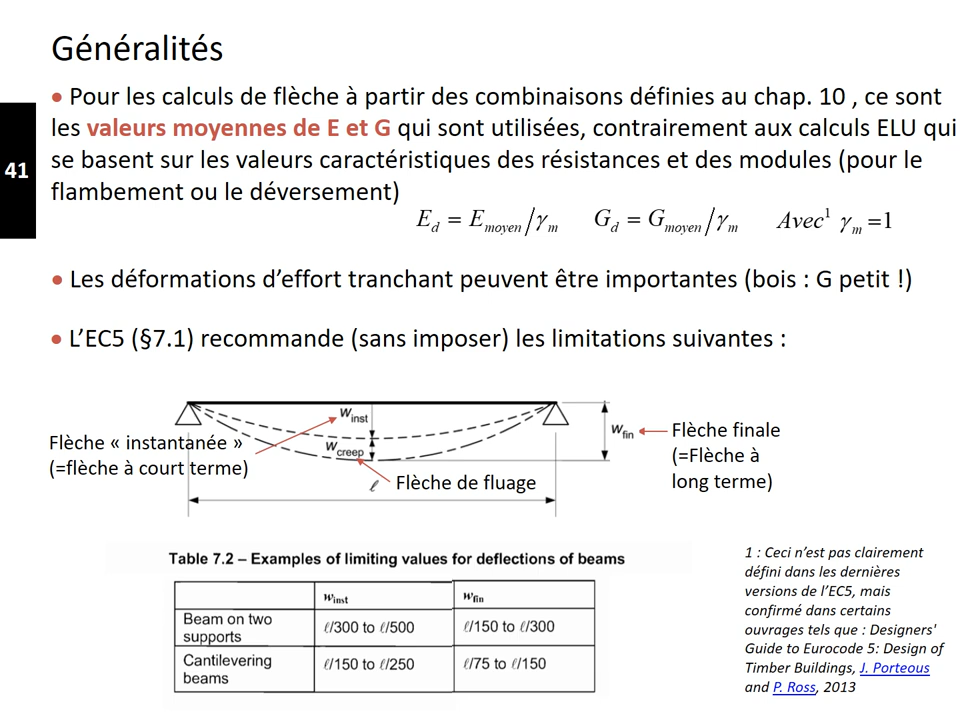 Généralités
• Pour les calculs de flèche à partir des combinaisons définies au chap. 10 , ce sont
les valeurs moyennes de E et G qui sont utilisées, contrairement aux calculs ELU qui
se basent sur les valeurs caractéristiques des résistances et des modules (pour le
flambement ou le déversement)
41
E_d = E_moyen/γ_m G_d = G_moyen/γ_m Avec¹ γ_m =1
• Les déformations d’effort tranchant peuvent être importantes (bois : G petit !)
• L’EC5 (§7.1) recommande (sans imposer) les limitations suivantes :
w_inst
w_creep
w_fin
ℓ
Flèche « instantanée »
(=flèche à court terme)
Flèche de fluage
Flèche finale
(=Flèche à
long terme)
Table 7.2 – Examples of limiting values for deflections of beams
w_inst w_fin
Beam on two
supports
ℓ/300 to ℓ/500 ℓ/150 to ℓ/300
Cantilevering
beams
ℓ/150 to ℓ/250 ℓ/75 to ℓ/150
1 : Ceci n’est pas clairement
défini dans les dernières
versions de l’EC5, mais
confirmé dans certains
ouvrages tels que : Designers'
Guide to Eurocode 5: Design of
Timber Buildings, J. Porteous
and P. Ross, 2013